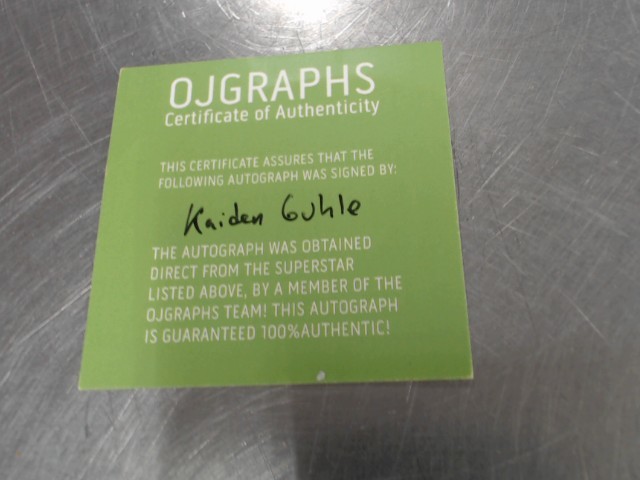 OJGRAPHS
Certificate of Authenticity
THIS CERTIFICATE ASSURES THAT THE
FOLLOWING AUTOGRAPH WAS SIGNED BY:
Kaiden Guhle
THE AUTOGRAPH WAS OBTAINED
DIRECT FROM THE SUPERSTAR
LISTED ABOVE, BY A MEMBER OF THE
OJGRAPHS TEAM! THIS AUTOGRAPH
IS GUARANTEED 100%AUTHENTIC!